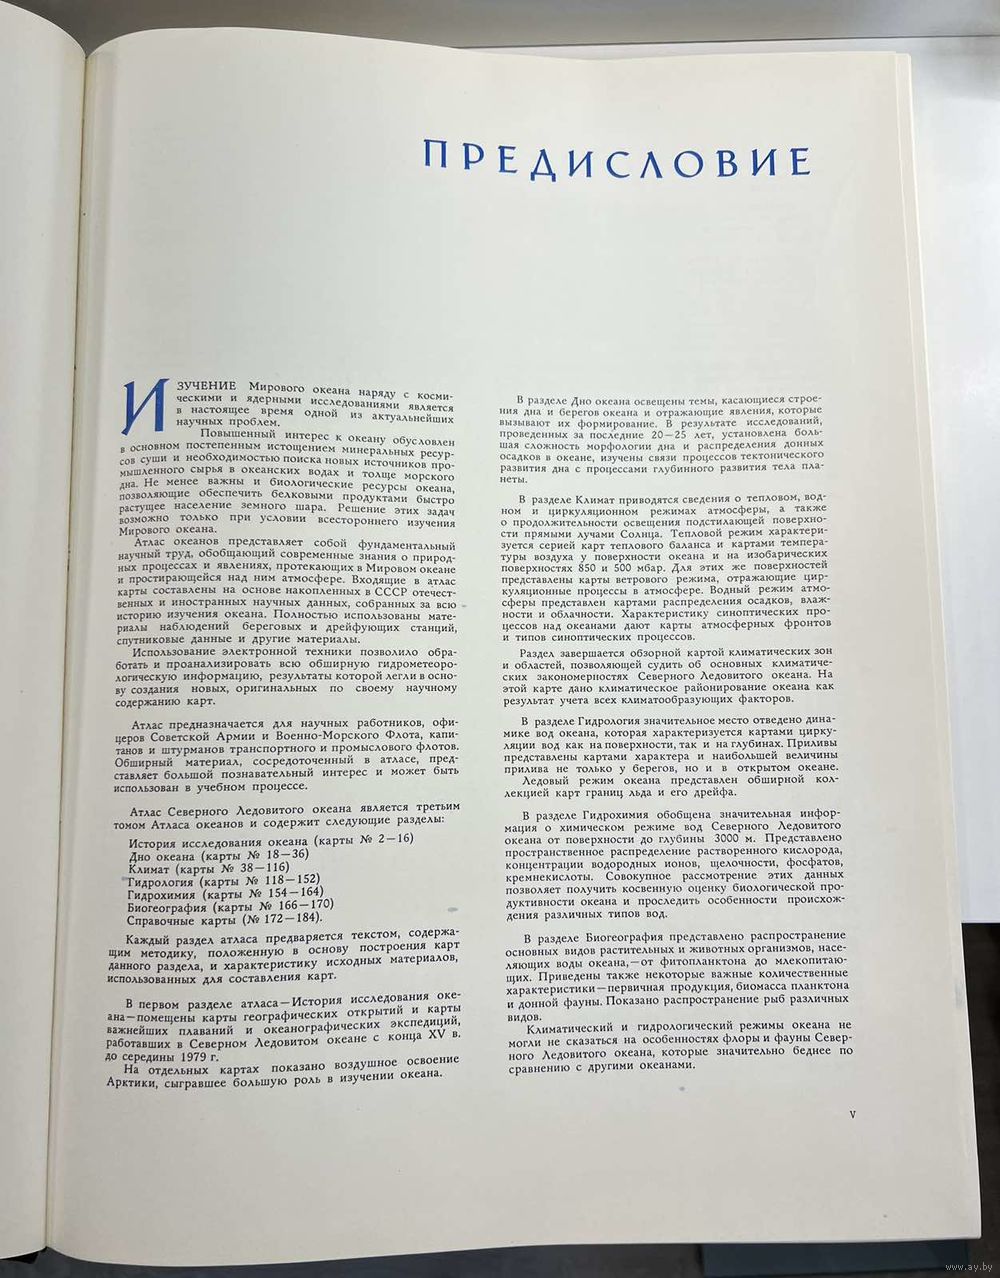 ПРЕДИСЛОВИЕ
ИЗУЧЕНИЕ Мирового океана наряду с косми-
ческими и ядерными исследованиями является
в настоящее время одной из актуальнейших
научных проблем.
Повышенный интерес к океану обусловлен
в основном постепенным истощением минеральных ресур-
сов суши и необходимостью поиска новых источников про-
мышленного сырья в океанских водах и толще морского
дна. Не менее важны и биологические ресурсы океана,
позволяющие обеспечить белковыми продуктами быстро
растущее население земного шара. Решение этих задач
возможно только при условии всестороннего изучения
Мирового океана.
Атлас океанов представляет собой фундаментальный
научный труд, обобщающий современные знания о природ-
ных процессах и явлениях, протекающих в Мировом океане
и простирающейся над ним атмосфере. Входящие в атлас
карты составлены на основе накопленных в СССР отечест-
венных и иностранных научных данных, собранных за всю
историю изучения океана. Полностью использованы мате-
риалы наблюдений береговых и дрейфующих станций,
спутниковые данные и другие материалы.
Использование электронной техники позволило обра-
ботать и проанализировать всю обширную гидрометеоро-
логическую информацию, результаты которой легли в осно-
ву создания новых, оригинальных по своему научному
содержанию карт.
Атлас предназначается для научных работников, офи-
церов Советской Армии и Военно-Морского Флота, капи-
танов и штурманов транспортного и промыслового флотов.
Обширный материал, сосредоточенный в атласе, пред-
ставляет большой познавательный интерес и может быть
использован в учебном процессе.
Атлас Северного Ледовитого океана является третьим
томом Атласа океанов и содержит следующие разделы:
История исследования океана (карты № 2—16)
Дно океана (карты № 18—36)
Климат (карты № 38—116)
Гидрология (карты № 118—152)
Гидрохимия (карты № 154—164)
Биогеография (карты № 166—170)
Справочные карты (№ 172—184).
Каждый раздел атласа предваряется текстом, содержа-
щим методику, положенную в основу построения карт
данного раздела, и характеристику исходных материалов,
использованных для составления карт.
В первом разделе атласа—История исследования оке-
ана—помещены карты географических открытий и карты
важнейших плаваний и океанографических экспедиций,
работавших в Северном Ледовитом океане с конца XV в.
до середины 1979 г.
На отдельных картах показано воздушное освоение
Арктики, сыгравшее большую роль в изучении океана.
В разделе Дно океана освещены темы, касающиеся строе-
ния дна и берегов океана и отражающие явления, которые
вызывают их формирование. В результате исследований,
проведенных за последние 20—25 лет, установлена боль-
шая сложность морфологии дна и распределения донных
осадков в океане, изучены связи процессов тектонического
развития дна с процессами глубинного развития тела пла-
неты.
В разделе Климат приводятся сведения о тепловом, вод-
ном и циркуляционном режимах атмосферы, а также
о продолжительности освещения подстилающей поверхно-
сти прямыми лучами Солнца. Тепловой режим характери-
зуется серией карт теплового баланса и картами темпера-
туры воздуха у поверхности океана и на изобарических
поверхностях 850 и 500 мбар. Для этих же поверхностей
представлены карты ветрового режима, отражающие цир-
куляционные процессы в атмосфере. Водный режим атмо-
сферы представлен картами распределения осадков, влаж-
ности и облачности. Характеристику синоптических про-
цессов над океанами дают карты атмосферных фронтов
и типов синоптических процессов.
Раздел завершается обзорной картой климатических зон
и областей, позволяющей судить об основных климатиче-
ских закономерностях Северного Ледовитого океана. На
этой карте дано климатическое районирование океана как
результат учета всех климатообразующих факторов.
В разделе Гидрология значительное место отведено дина-
мике вод океана, которая характеризуется картами цирку-
ляции вод как на поверхности, так и на глубинах. Приливы
представлены картами характера и наибольшей величины
прилива не только у берегов, но и в открытом океане.
Ледовый режим океана представлен обширной кол-
лекцией карт границ льда и его дрейфа.
В разделе Гидрохимия обобщена значительная инфор-
мация о химическом режиме вод Северного Ледовитого
океана от поверхности до глубины 3000 м. Представлено
пространственное распределение растворенного кислорода,
концентрации водородных ионов, щелочности, фосфатов,
кремнекислоты. Совокупное рассмотрение этих данных
позволяет получить косвенную оценку биологической про-
дуктивности океана и проследить особенности происхож-
дения различных типов вод.
В разделе Биогеография представлено распространение
основных видов растительных и животных организмов, насе-
ляющих воды океана,—от фитопланктона до млекопитаю-
щих. Приведены также некоторые важные количественные
характеристики—первичная продукция, биомасса планктона
и донной фауны. Показано распространение рыб различных
видов.
Климатический и гидрологический режимы океана не
могли не сказаться на особенностях флоры и фауны Север-
ного Ледовитого океана, которые значительно беднее по
сравнению с другими океанами.
V
www.ay.by